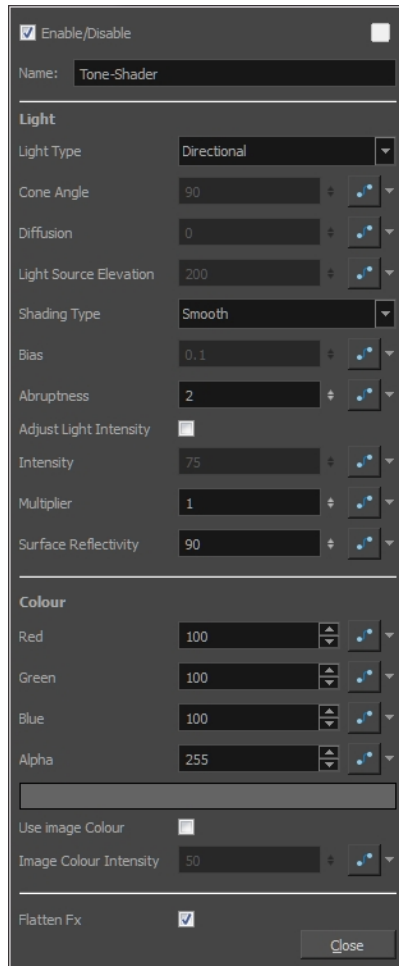 Enable/Disable
Name: Tone-Shader
Light
Light Type Directional
Cone Angle 90
Diffusion 0
Light Source Elevation 200
Shading Type Smooth
Bias 0.1
Abruptness 2
Adjust Light Intensity
Intensity 75
Multiplier 1
Surface Reflectivity 90
Colour
Red 100
Green 100
Blue 100
Alpha 255
Use image Colour
Image Colour Intensity 50
Flatten Fx
Close